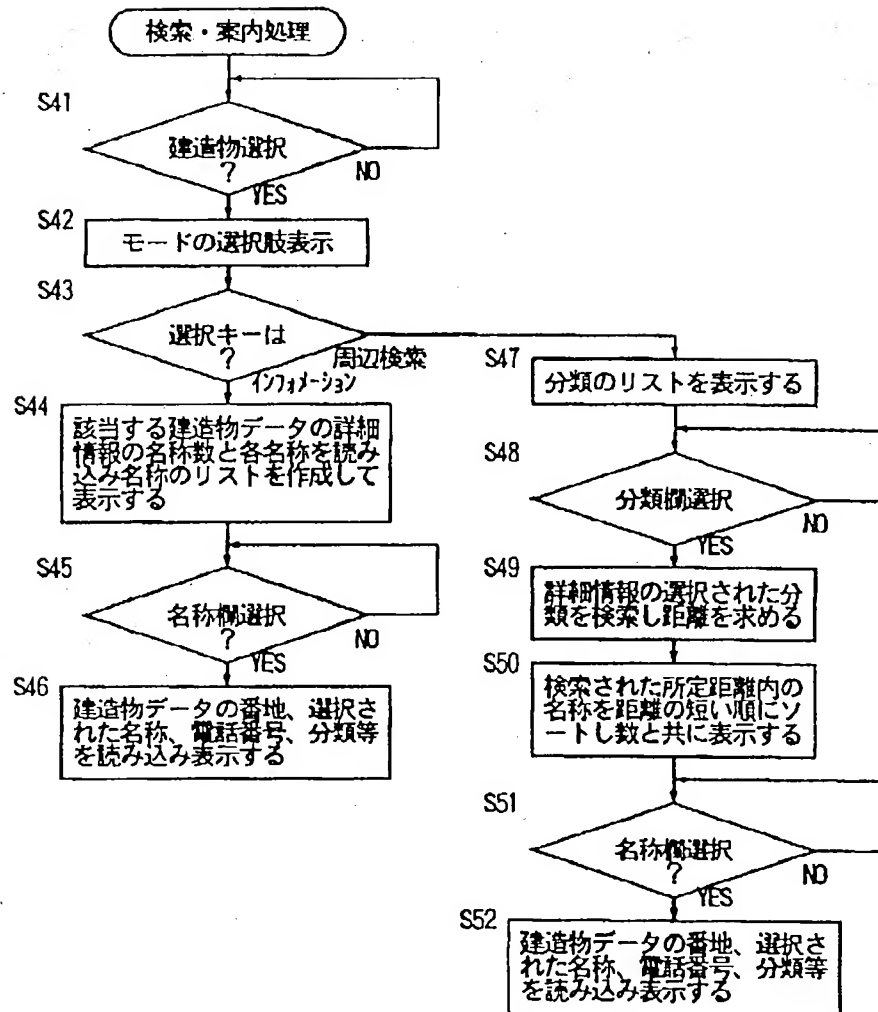 検索・案内処理
S41
建造物選択
?
NO
YES
S42
モードの選択肢表示
S43
選択キーは
?
周辺検索
インフォメーション
S44
該当する建造物データの詳細
情報の名称数と各名称を読み
込み名称のリストを作成して
表示する
S45
名称欄選択
?
NO
YES
S46
建造物データの番地、選択さ
れた名称、電話番号、分類等
を読み込み表示する
S47
分類のリストを表示する
S48
分類欄選択
NO
YES
S49
詳細情報の選択された分
類を検索し距離を求める
S50
検索された所定距離内の
名称を距離の短い順にソ
ートし数と共に表示する
S51
名称欄選択
?
NO
YES
S52
建造物データの番地、選択さ
れた名称、電話番号、分類等
を読み込み表示する